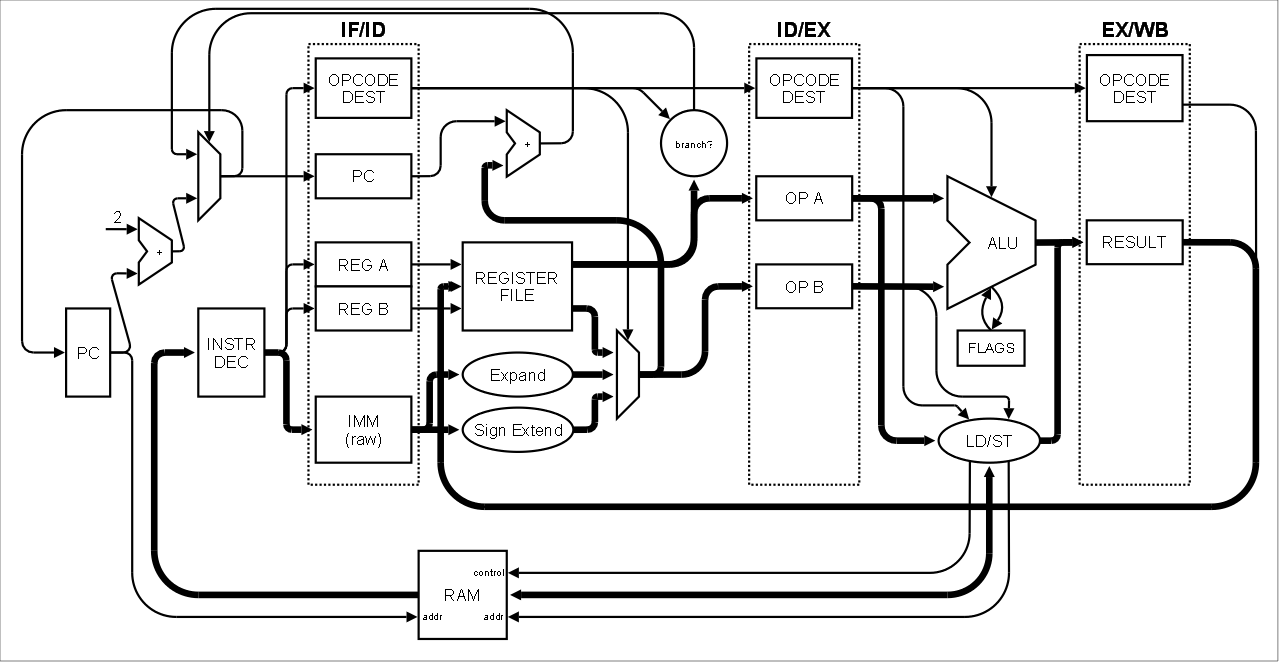 IF/ID
ID/EX
EX/WB
OPCODE
DEST
OPCODE
DEST
OPCODE
DEST
+
branch?
PC
OP A
2
+
ALU
RESULT
REG A
REGISTER
FILE
OP B
REG B
PC
INSTR
DEC
FLAGS
Expand
IMM
(raw)
Sign Extend
LD/ST
control
RAM
addr
addr